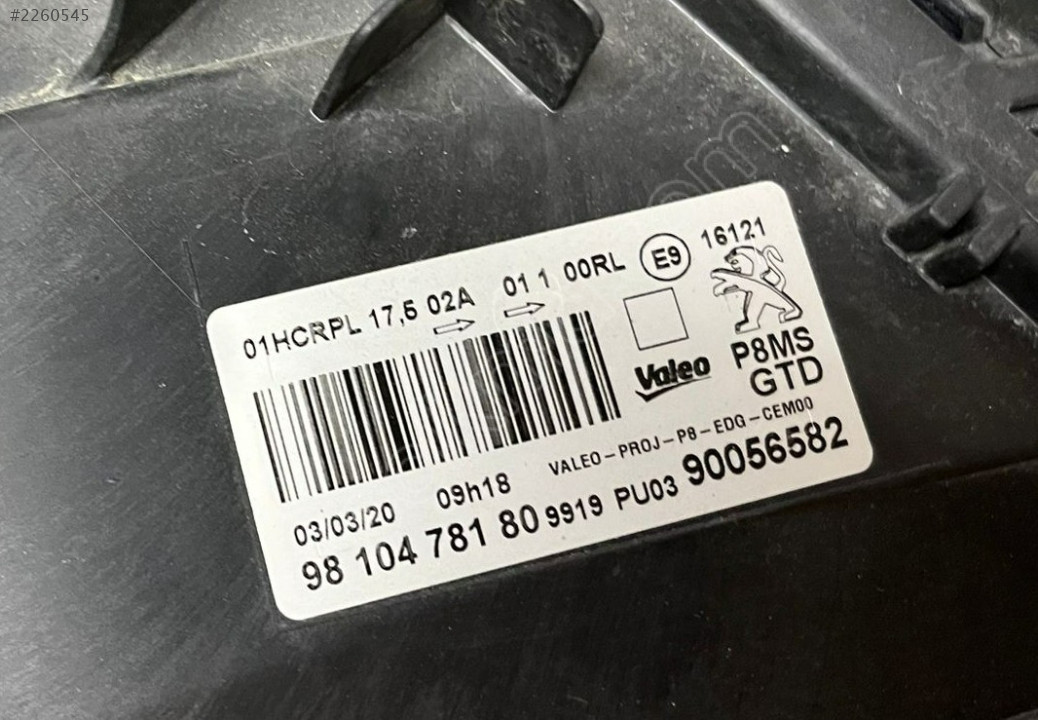 #2260545
01HCRPL 17,5 02A 01 1 00RL E9 16121
Valeo P8MS
GTD
VALEO-PROJ-P8-EDG-CEM00
03/03/20 09h18
98 104 781 80 9919 PU03 90056582